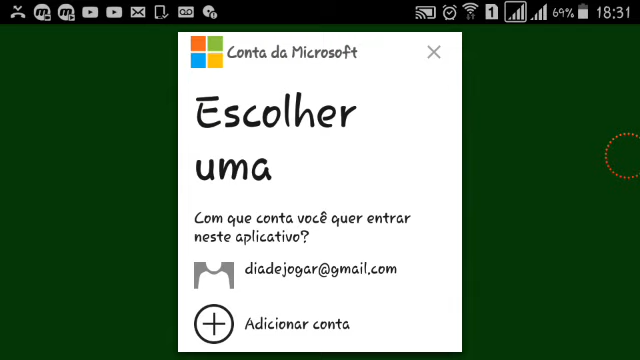 1 69% 18:31
Conta da Microsoft
Escolher
uma
Com que conta você quer entrar
neste aplicativo?
diadejogar@gmail.com
Adicionar conta